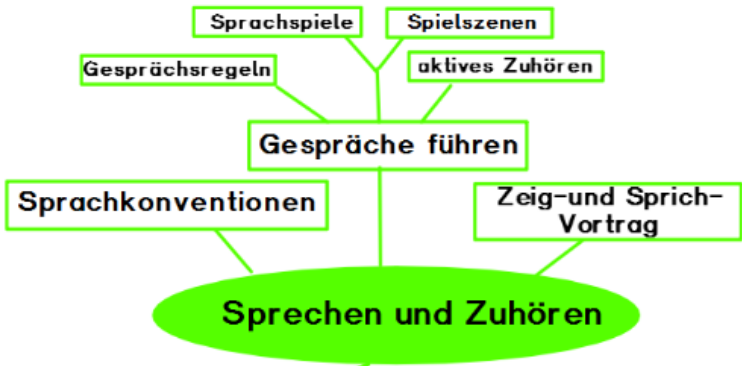 Sprachspiele
Spielszenen
Gesprächsregeln
aktives Zuhören
Gespräche führen
Sprachkonventionen
Zeig-und Sprich-
Vortrag
Sprechen und Zuhören